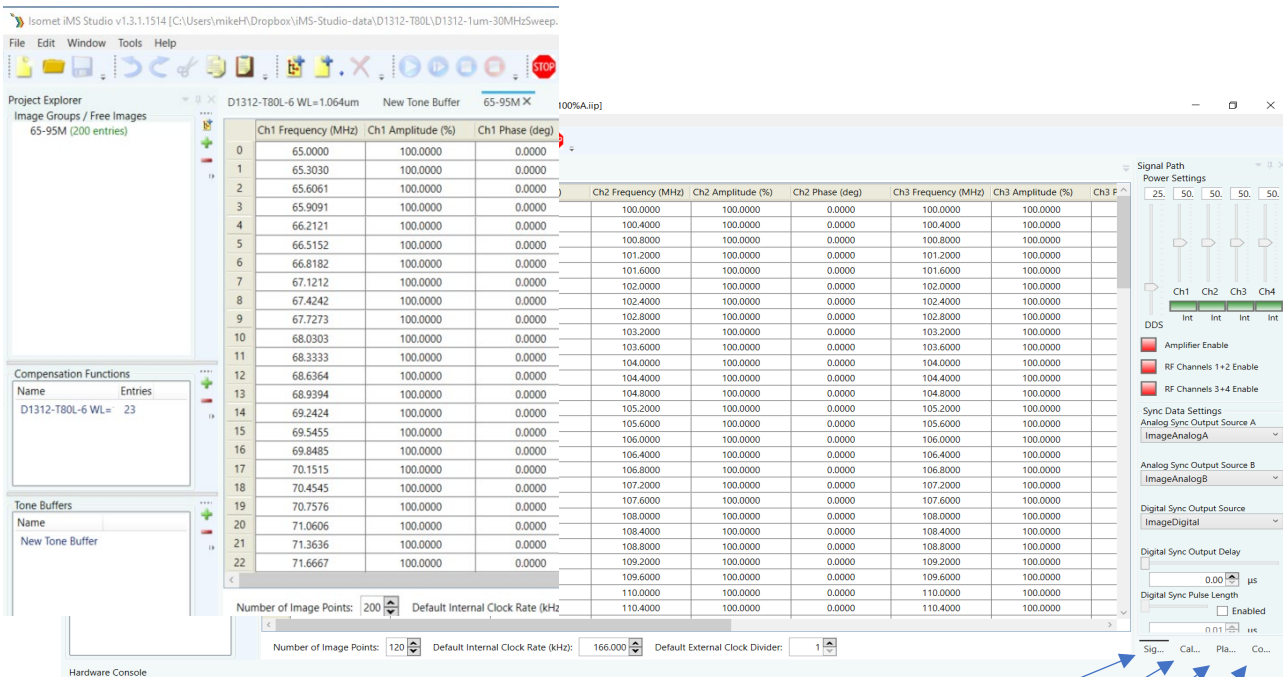 Isomet iMS Studio v1.3.1.1514 [C:\Users\mikeH\Dropbox\iMS-Studio-data\D1312-T80L\D1312-1um-30MHzSweep.
100%A.iip]
File Edit Window Tools Help
STOP
Project Explorer
Image Groups / Free Images
65-95M (200 entries)
Compensation Functions
Name Entries
D1312-T80L-6 WL= 23
Tone Buffers
Name
New Tone Buffer
D1312-T80L-6 WL=1.064um New Tone Buffer 65-95M
Ch1 Frequency (MHz) Ch1 Amplitude (%) Ch1 Phase (deg)
0 65.0000 100.0000 0.0000
1 65.3030 100.0000 0.0000
2 65.6061 100.0000 0.0000
3 65.9091 100.0000 0.0000
4 66.2121 100.0000 0.0000
5 66.5152 100.0000 0.0000
6 66.8182 100.0000 0.0000
7 67.1212 100.0000 0.0000
8 67.4242 100.0000 0.0000
9 67.7273 100.0000 0.0000
10 68.0303 100.0000 0.0000
11 68.3333 100.0000 0.0000
12 68.6364 100.0000 0.0000
13 68.9394 100.0000 0.0000
14 69.2424 100.0000 0.0000
15 69.5455 100.0000 0.0000
16 69.8485 100.0000 0.0000
17 70.1515 100.0000 0.0000
18 70.4545 100.0000 0.0000
19 70.7576 100.0000 0.0000
20 71.0606 100.0000 0.0000
21 71.3636 100.0000 0.0000
22 71.6667 100.0000 0.0000
Number of Image Points: 200 Default Internal Clock Rate (kHz
) Ch2 Frequency (MHz) Ch2 Amplitude (%) Ch2 Phase (deg) Ch3 Frequency (MHz) Ch3 Amplitude (%) Ch3 P
100.0000 100.0000 0.0000 100.0000 100.0000
100.4000 100.0000 0.0000 100.4000 100.0000
100.8000 100.0000 0.0000 100.8000 100.0000
101.2000 100.0000 0.0000 101.2000 100.0000
101.6000 100.0000 0.0000 101.6000 100.0000
102.0000 100.0000 0.0000 102.0000 100.0000
102.4000 100.0000 0.0000 102.4000 100.0000
102.8000 100.0000 0.0000 102.8000 100.0000
103.2000 100.0000 0.0000 103.2000 100.0000
103.6000 100.0000 0.0000 103.6000 100.0000
104.0000 100.0000 0.0000 104.0000 100.0000
104.4000 100.0000 0.0000 104.4000 100.0000
104.8000 100.0000 0.0000 104.8000 100.0000
105.2000 100.0000 0.0000 105.2000 100.0000
105.6000 100.0000 0.0000 105.6000 100.0000
106.0000 100.0000 0.0000 106.0000 100.0000
106.4000 100.0000 0.0000 106.4000 100.0000
106.8000 100.0000 0.0000 106.8000 100.0000
107.2000 100.0000 0.0000 107.2000 100.0000
107.6000 100.0000 0.0000 107.6000 100.0000
108.0000 100.0000 0.0000 108.0000 100.0000
108.4000 100.0000 0.0000 108.4000 100.0000
108.8000 100.0000 0.0000 108.8000 100.0000
109.2000 100.0000 0.0000 109.2000 100.0000
109.6000 100.0000 0.0000 109.6000 100.0000
110.0000 100.0000 0.0000 110.0000 100.0000
110.4000 100.0000 0.0000 110.4000 100.0000
Number of Image Points: 120 Default Internal Clock Rate (kHz): 166.000 Default External Clock Divider: 1
Signal Path
Power Settings
25. 50. 50. 50. 50.
Ch1 Ch2 Ch3 Ch4
Int Int Int Int
DDS
Amplifier Enable
RF Channels 1+2 Enable
RF Channels 3+4 Enable
Sync Data Settings
Analog Sync Output Source A
ImageAnalogA
Analog Sync Output Source B
ImageAnalogB
Digital Sync Output Source
ImageDigital
Digital Sync Output Delay
0.00 µs
Digital Sync Pulse Length
Enabled
0.01 µs
Sig... Cal... Pla... Co...
Hardware Console